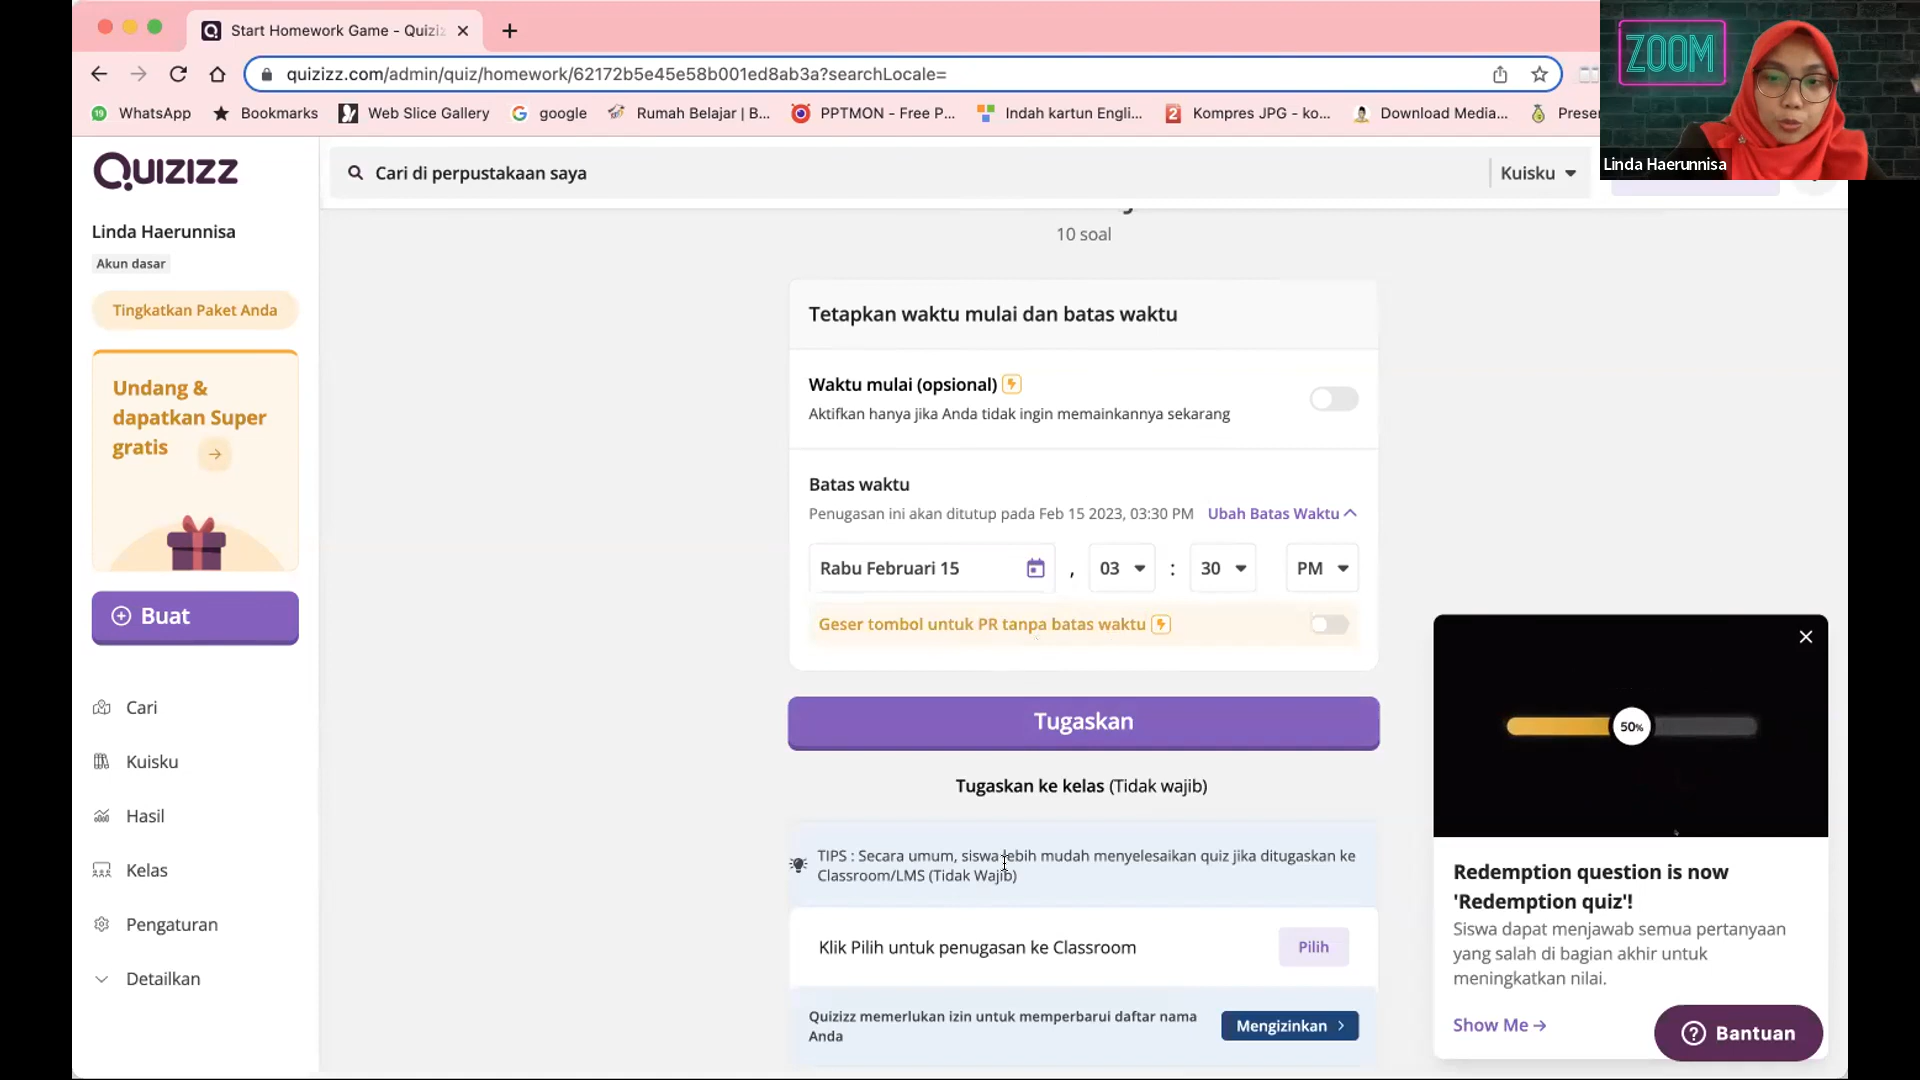 Start Homework Game - Quiziz
quizizz.com/admin/quiz/homework/62172b5e45e58b001ed8ab3a?searchLocale=
WhatsApp
Bookmarks
Web Slice Gallery
google
Rumah Belajar | B...
PPTMON - Free P...
Indah kartun Engli...
Kompres JPG - ko...
Download Media...
Presen
ZOOM
Linda Haerunnisa
QUIZIZZ
Cari di perpustakaan saya
Kuisku
Linda Haerunnisa
Akun dasar
Tingkatkan Paket Anda
Undang &
dapatkan Super
gratis
Buat
Cari
Kuisku
Hasil
Kelas
Pengaturan
Detailkan
10 soal
Tetapkan waktu mulai dan batas waktu
Waktu mulai (opsional)
Aktifkan hanya jika Anda tidak ingin memainkannya sekarang
Batas waktu
Penugasan ini akan ditutup pada Feb 15 2023, 03:30 PM Ubah Batas Waktu
Rabu Februari 15 , 03 : 30 PM
Geser tombol untuk PR tanpa batas waktu
Tugaskan
Tugaskan ke kelas (Tidak wajib)
TIPS : Secara umum, siswa lebih mudah menyelesaikan quiz jika ditugaskan ke
Classroom/LMS (Tidak Wajib)
Klik Pilih untuk penugasan ke Classroom
Pilih
Quizizz memerlukan izin untuk memperbarui daftar nama
Anda
Mengizinkan
50%
Redemption question is now
'Redemption quiz'!
Siswa dapat menjawab semua pertanyaan
yang salah di bagian akhir untuk
meningkatkan nilai.
Show Me
Bantuan